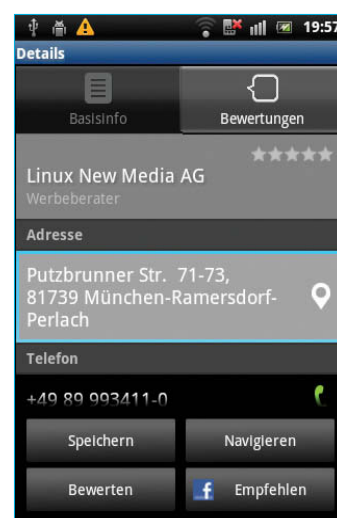 19:57
Details
Basisinfo
Bewertungen
Linux New Media AG
Werbeberater
Adresse
Putzbrunner Str.  71-73,
81739 München-Ramersdorf-
Perlach
Telefon
+49 89 993411-0
Speichern
Navigieren
Bewerten
f Empfehlen